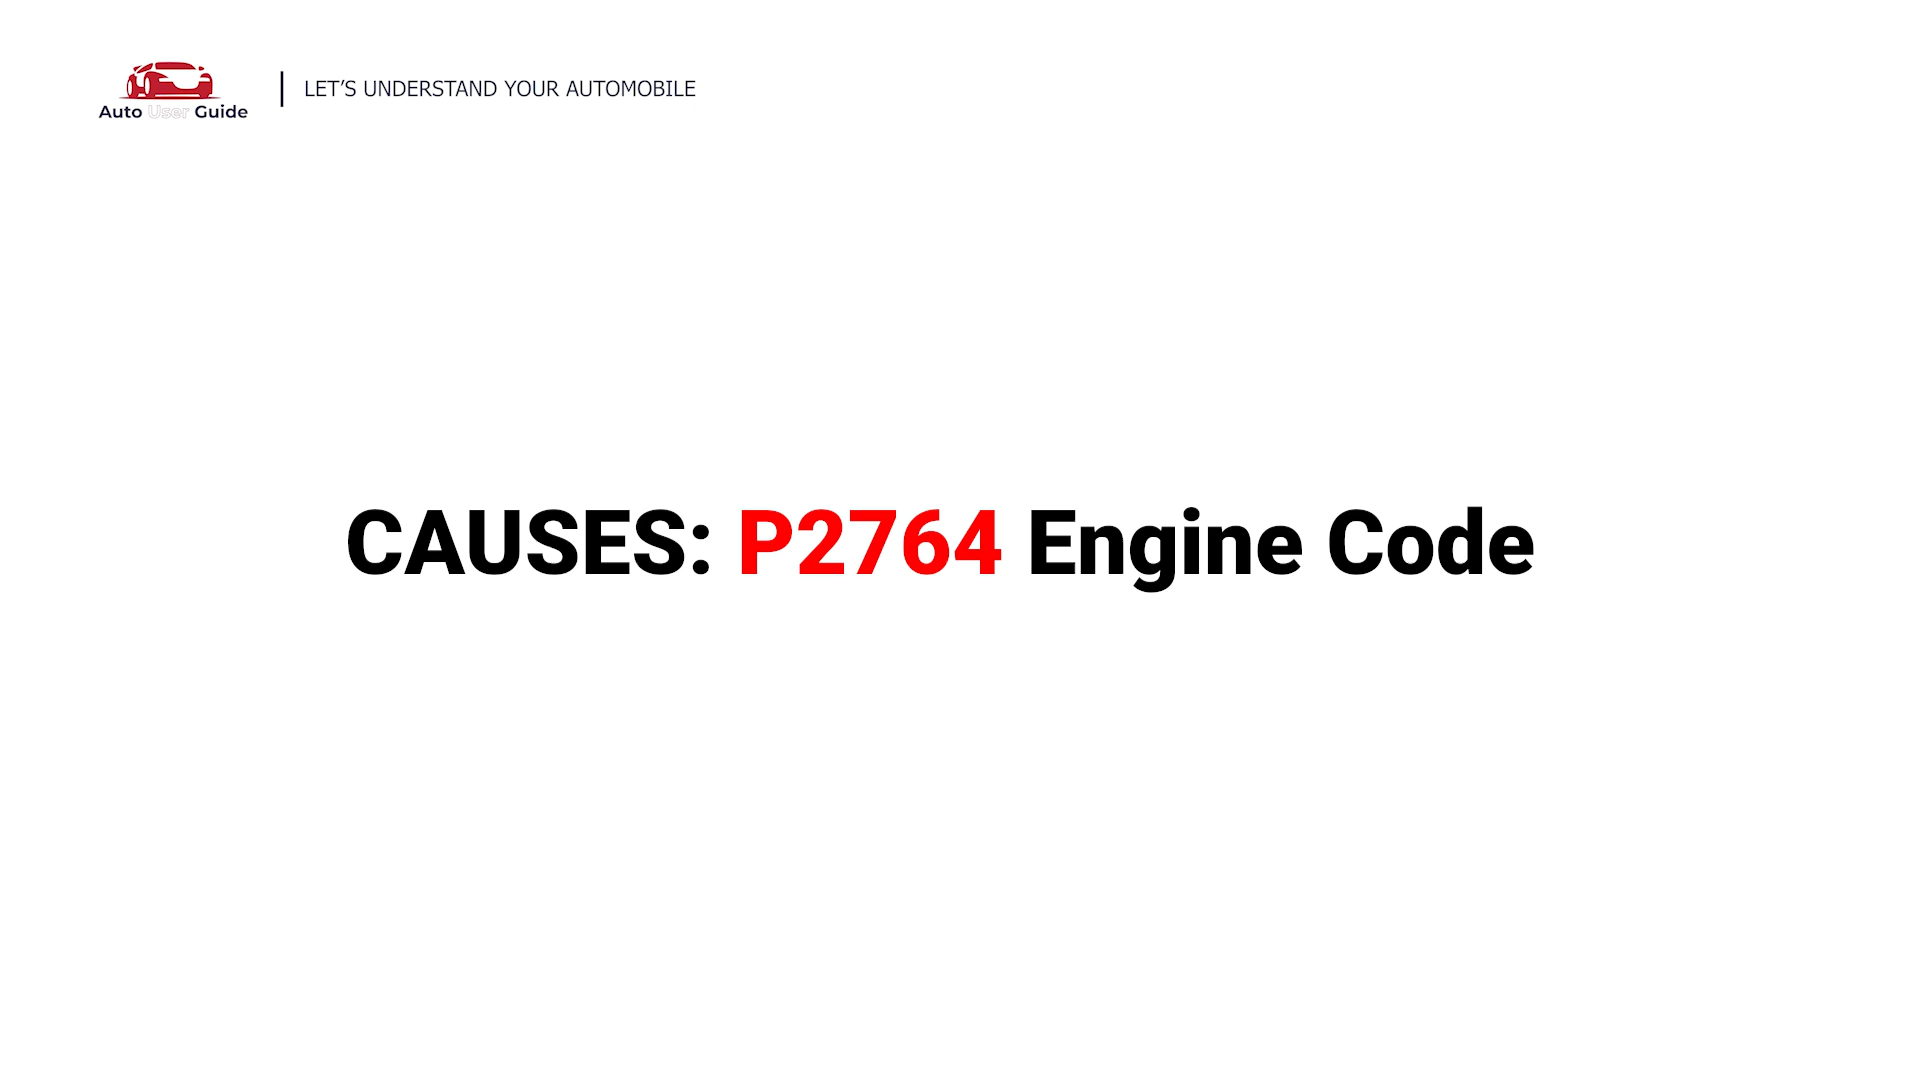 Auto User Guide
LET'S UNDERSTAND YOUR AUTOMOBILE
CAUSES: P2764 Engine Code